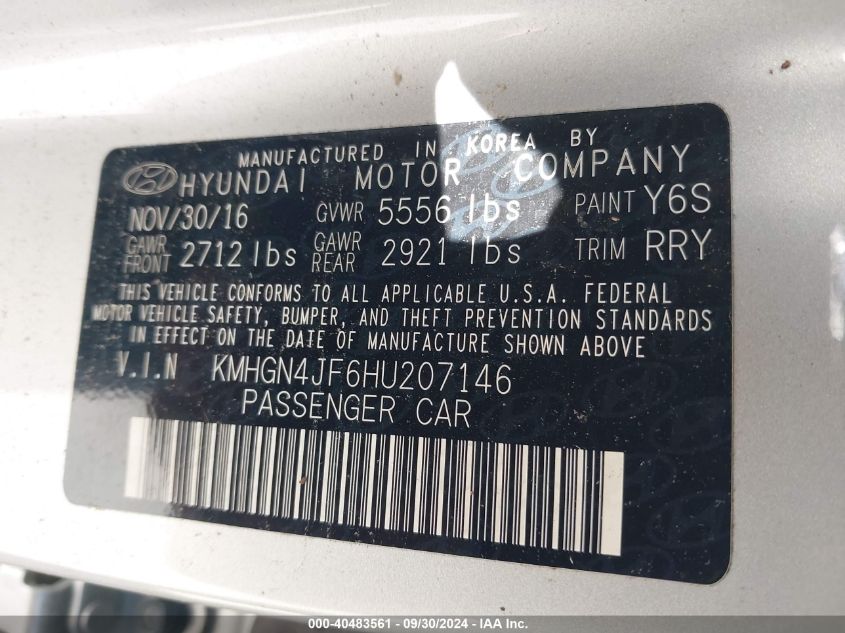 MANUFACTURED IN KOREA BY
HYUNDAI MOTOR COMPANY
NOV/30/16 GVWR 5556 lbs PAINT Y6S
GAWR FRONT 2712 lbs GAWR REAR 2921 lbs TRIM RRY
THIS VEHICLE CONFORMS TO ALL APPLICABLE U.S.A. FEDERAL
MOTOR VEHICLE SAFETY, BUMPER, AND THEFT PREVENTION STANDARDS
IN EFFECT ON THE DATE OF MANUFACTURE SHOWN ABOVE
V.I.N KMHGN4JF6HU207146
PASSENGER CAR
000-40483561 - 09/30/2024 - IAA Inc.